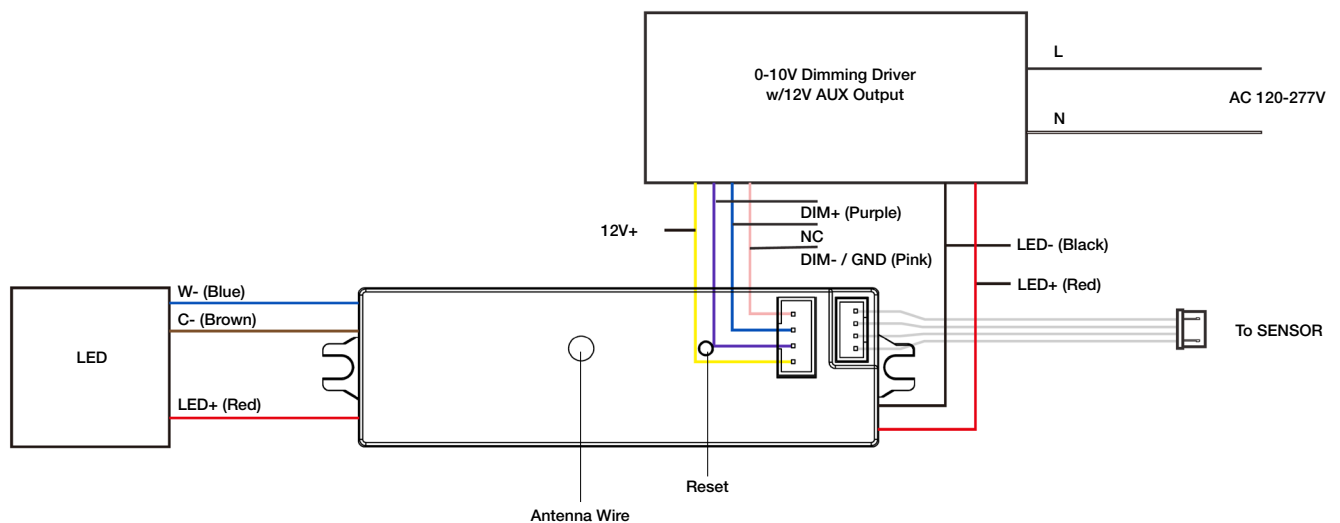 0-10V Dimming Driver
w/12V AUX Output
L
AC 120-277V
N
12V+
DIM+ (Purple)
NC
DIM- / GND (Pink)
LED- (Black)
LED+ (Red)
W- (Blue)
C- (Brown)
LED
LED+ (Red)
To SENSOR
Reset
Antenna Wire